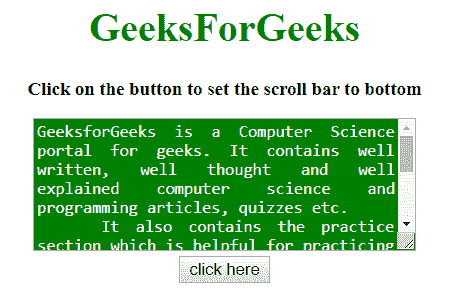 GeeksForGeeks
Click on the button to set the scroll bar to bottom
GeeksforGeeks is a Computer Science
portal for geeks. It contains well
written, well thought and well
explained computer science and
programming articles, quizzes etc.
It also contains the practice
section which is helpful for practicing
click here